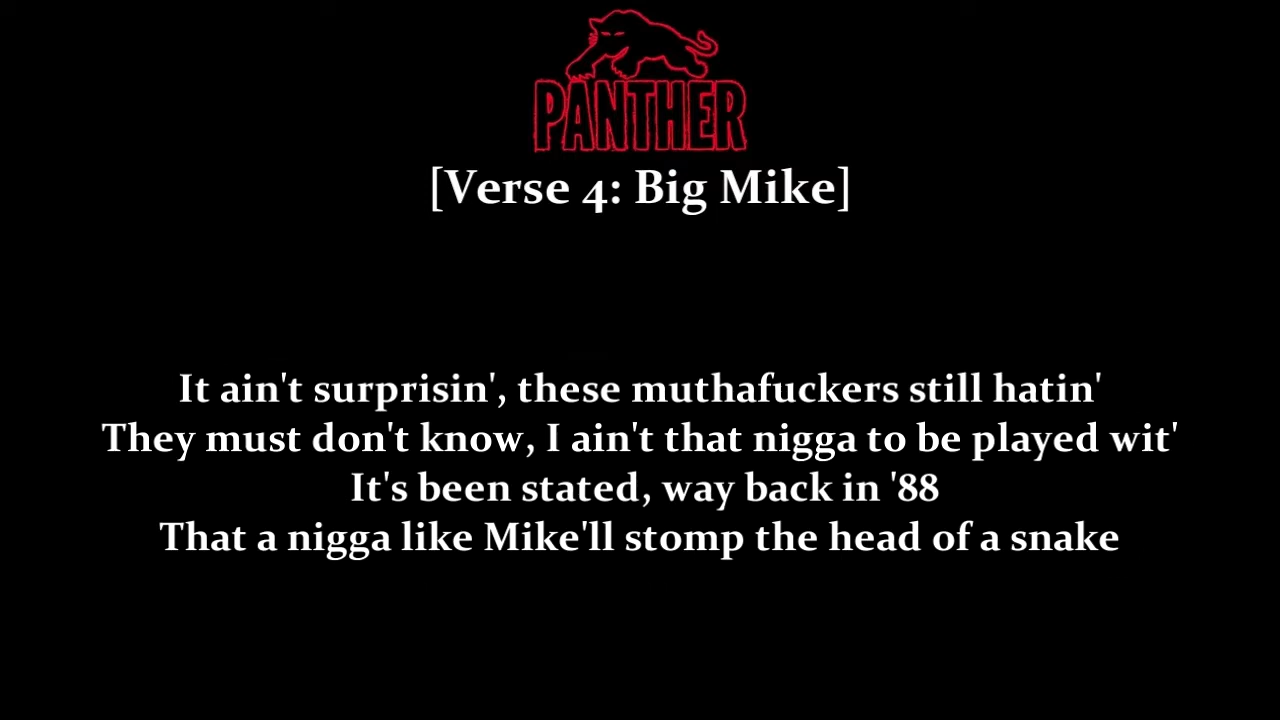 PANTHER
[Verse 4: Big Mike]
It ain't surprisin', these muthafuckers still hatin'
They must don't know, I ain't that nigga to be played wit'
It's been stated, way back in '88
That a nigga like Mike'll stomp the head of a snake